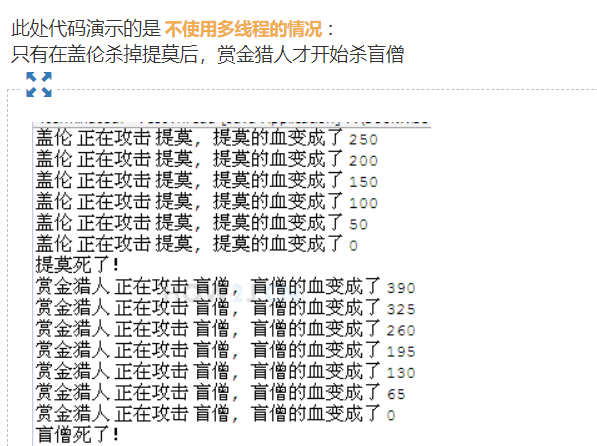 此处代码演示的是 不使用多线程的情况：
只有在盖伦杀掉提莫后，赏金猎人才开始杀盲僧
盖伦 正在攻击 提莫，提莫的血变成了 250
盖伦 正在攻击 提莫，提莫的血变成了 200
盖伦 正在攻击 提莫，提莫的血变成了 150
盖伦 正在攻击 提莫，提莫的血变成了 100
盖伦 正在攻击 提莫，提莫的血变成了 50
盖伦 正在攻击 提莫，提莫的血变成了 0
提莫死了!
赏金猎人 正在攻击 盲僧，盲僧的血变成了 390
赏金猎人 正在攻击 盲僧，盲僧的血变成了 325
赏金猎人 正在攻击 盲僧，盲僧的血变成了 260
赏金猎人 正在攻击 盲僧，盲僧的血变成了 195
赏金猎人 正在攻击 盲僧，盲僧的血变成了 130
赏金猎人 正在攻击 盲僧，盲僧的血变成了 65
赏金猎人 正在攻击 盲僧，盲僧的血变成了 0
盲僧死了!